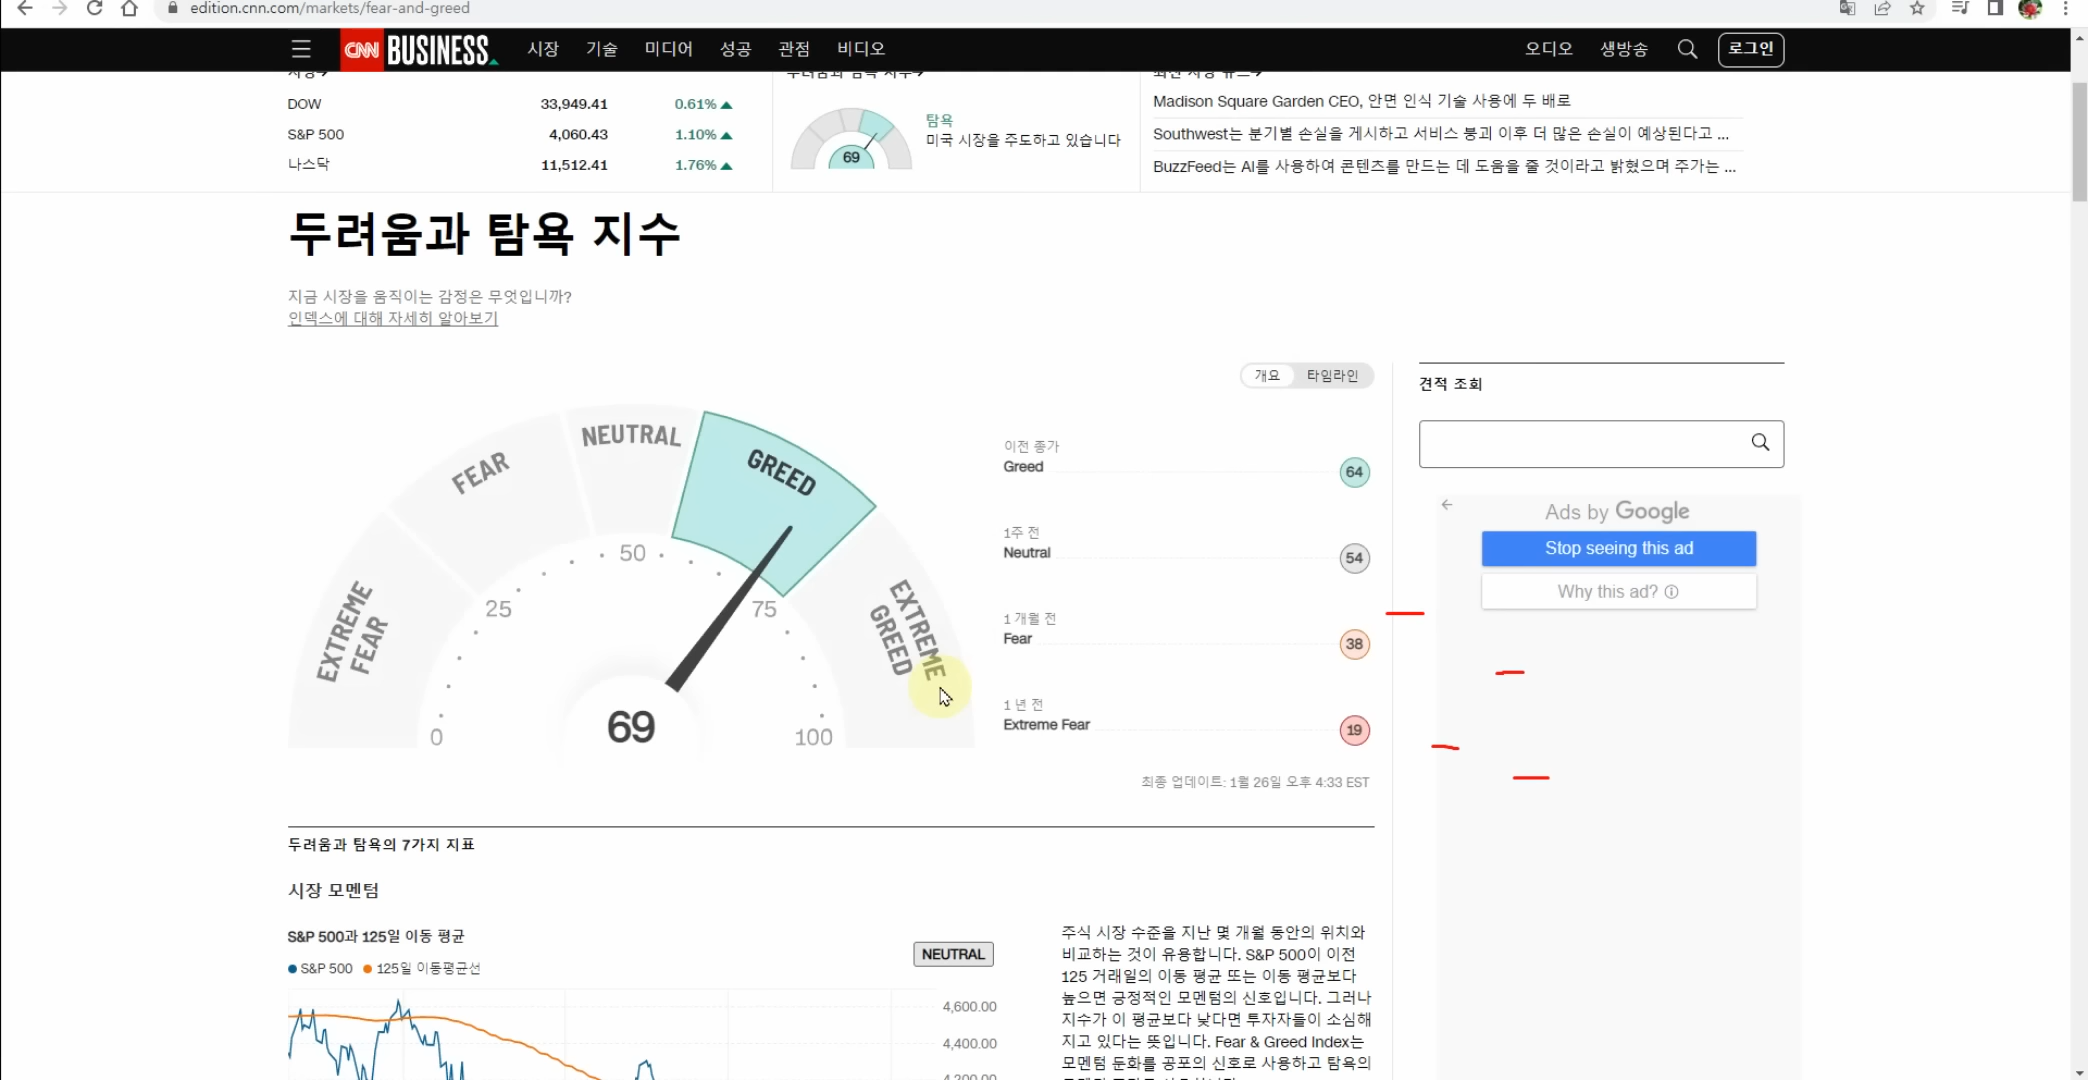 edition.cnn.com/markets/fear-and-greed
CNN BUSINESS 시장 기술 미디어 성공 관점 비디오 오디오 생방송 로그인
DOW 33,949.41 0.61%
S&P 500 4,060.43 1.10%
나스닥 11,512.41 1.76%
69
탐욕
미국 시장을 주도하고 있습니다
Madison Square Garden CEO, 안면 인식 기술 사용에 두 배로
Southwest는 분기별 손실을 게시하고 서비스 붕괴 이후 더 많은 손실이 예상된다고 ...
BuzzFeed는 AI를 사용하여 콘텐츠를 만드는 데 도움을 줄 것이라고 밝혔으며 주가는 ...
두려움과 탐욕 지수
지금 시장을 움직이는 감정은 무엇입니까?
인덱스에 대해 자세히 알아보기
개요 타임라인
EXTREME FEAR
FEAR
NEUTRAL
GREED
EXTREME GREED
0
25
50
75
100
69
이전 종가
Greed 64
1주 전
Neutral 54
1 개월 전
Fear 38
1 년 전
Extreme Fear 19
최종 업데이트: 1월 26일 오후 4:33 EST
견적 조회
Ads by Google
Stop seeing this ad
Why this ad?
두려움과 탐욕의 7가지 지표
시장 모멘텀
S&P 500과 125일 이동 평균
S&P 500 125일 이동평균선
NEUTRAL
4,600.00
4,400.00
4,200.00
주식 시장 수준을 지난 몇 개월 동안의 위치와
비교하는 것이 유용합니다. S&P 500이 이전
125 거래일의 이동 평균 또는 이동 평균보다
높으면 긍정적인 모멘텀의 신호입니다. 그러나
지수가 이 평균보다 낮다면 투자자들이 소심해
지고 있다는 뜻입니다. Fear & Greed Index는
모멘텀 둔화를 공포의 신호로 사용하고 탐욕의